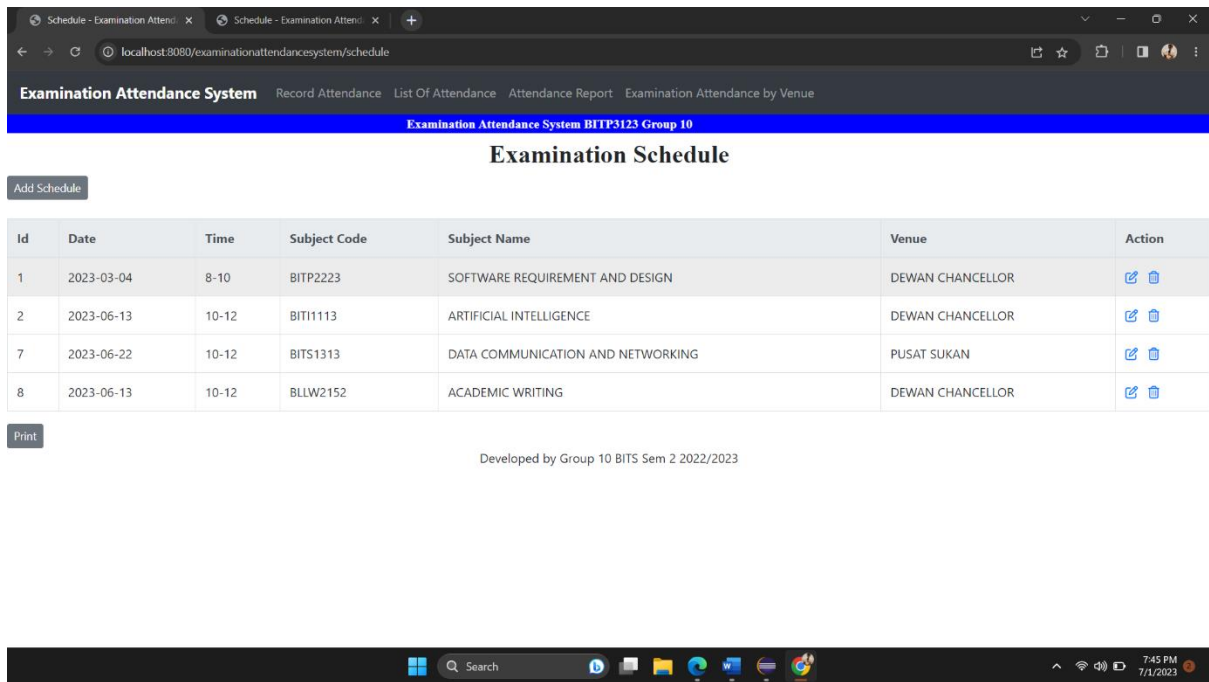 Schedule - Examination Attend
Schedule - Examination Attend
localhost:8080/examinationattendancesystem/schedule
Examination Attendance System Record Attendance List Of Attendance Attendance Report Examination Attendance by Venue
Examination Attendance System BITP3123 Group 10
Examination Schedule
Add Schedule
Id Date Time Subject Code Subject Name Venue Action
1 2023-03-04 8-10 BITP2223 SOFTWARE REQUIREMENT AND DESIGN DEWAN CHANCELLOR
2 2023-06-13 10-12 BITI1113 ARTIFICIAL INTELLIGENCE DEWAN CHANCELLOR
7 2023-06-22 10-12 BITS1313 DATA COMMUNICATION AND NETWORKING PUSAT SUKAN
8 2023-06-13 10-12 BLLW2152 ACADEMIC WRITING DEWAN CHANCELLOR
Print
Developed by Group 10 BITS Sem 2 2022/2023
Search
7:45 PM
7/1/2023
2